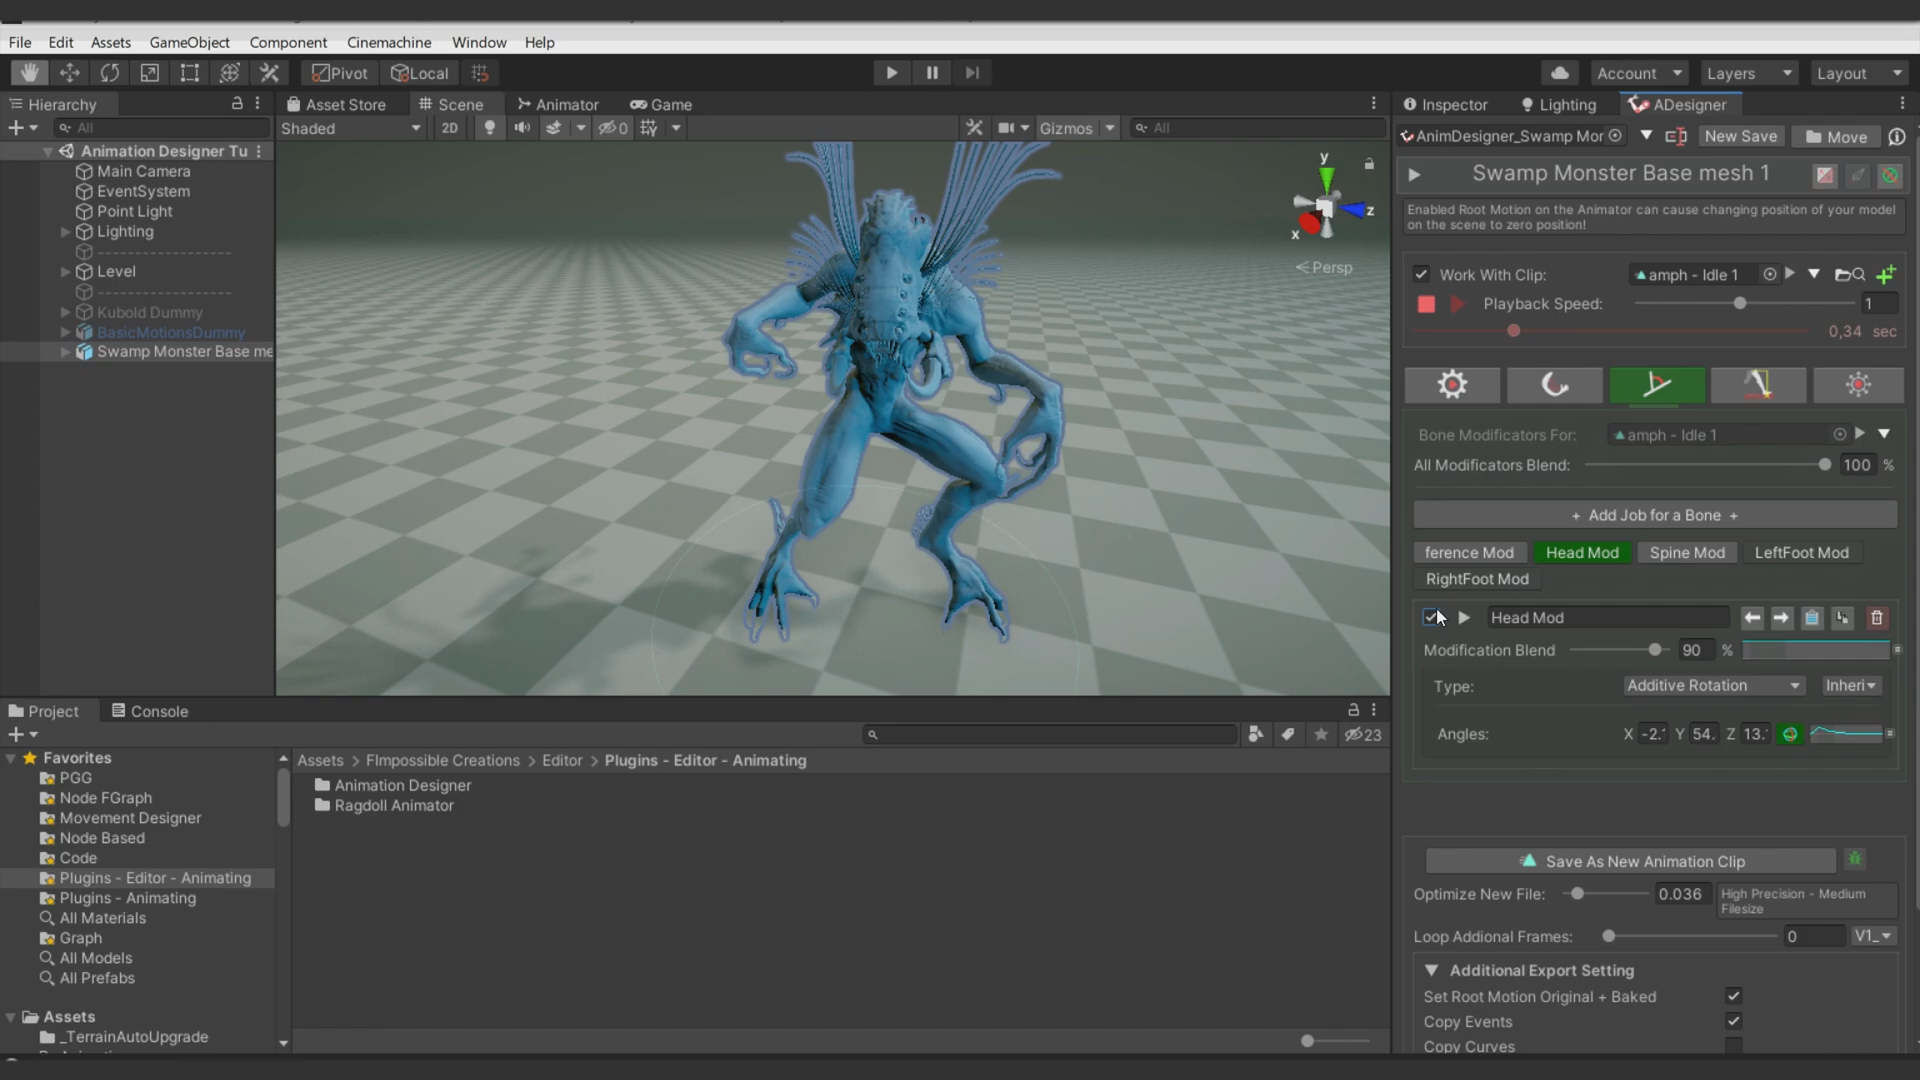 File Edit Assets GameObject Component Cinemachine Window Help
Pivot Local Account Layers Layout
Hierarchy
All
Animation Designer Tu
Main Camera
EventSystem
Point Light
Lighting
------------------
Level
------------------
Kubold Dummy
BasicMotionsDummy
Swamp Monster Base me
Asset Store Scene Animator Game
Shaded 2D 0 Gizmos All
y
z
x
Persp
Inspector Lighting ADesigner
AnimDesigner_Swamp Mor New Save Move
Swamp Monster Base mesh 1
Enabled Root Motion on the Animator can cause changing position of your model
on the scene to zero position!
Work With Clip: amph - Idle 1
Playback Speed: 1
0,34 sec
Bone Modificators For: amph - Idle 1
All Modificators Blend: 100 %
+ Add Job for a Bone +
ference Mod Head Mod Spine Mod LeftFoot Mod
RightFoot Mod
Head Mod
Modification Blend 90 %
Type: Additive Rotation Inheri
Angles: X -2. Y 54. Z 13.
Save As New Animation Clip
Optimize New File: 0.036 High Precision - Medium
Filesize
Loop Addional Frames: 0 V1_
Additional Export Setting
Set Root Motion Original + Baked
Copy Events
Copy Curves
Project Console
23
Favorites
PGG
Node FGraph
Movement Designer
Node Based
Code
Plugins - Editor - Animating
Plugins - Animating
All Materials
Graph
All Models
All Prefabs
Assets
_TerrainAutoUpgrade
Assets > FImpossible Creations > Editor > Plugins - Editor - Animating
Animation Designer
Ragdoll Animator